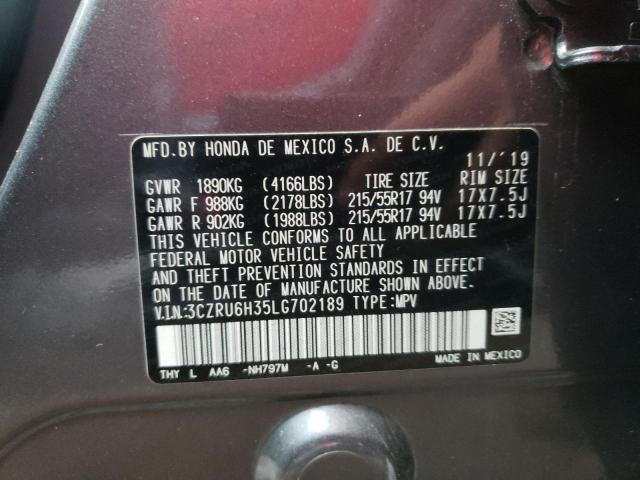 MFD.BY HONDA DE MEXICO S.A. DE C.V.
11/'19
GVWR 1890KG (4166LBS) TIRE SIZE RIM SIZE
GAWR F 988KG (2178LBS) 215/55R17 94V 17X7.5J
GAWR R 902KG (1988LBS) 215/55R17 94V 17X7.5J
THIS VEHICLE CONFORMS TO ALL APPLICABLE
FEDERAL MOTOR VEHICLE SAFETY
AND THEFT PREVENTION STANDARDS IN EFFECT
ON THE DATE OF MANUFACTURE SHOWN ABOVE.
V.I.N:3CZRU6H35LG702189 TYPE:MPV
THY L AA6 -NH797M -A -G
MADE IN MEXICO